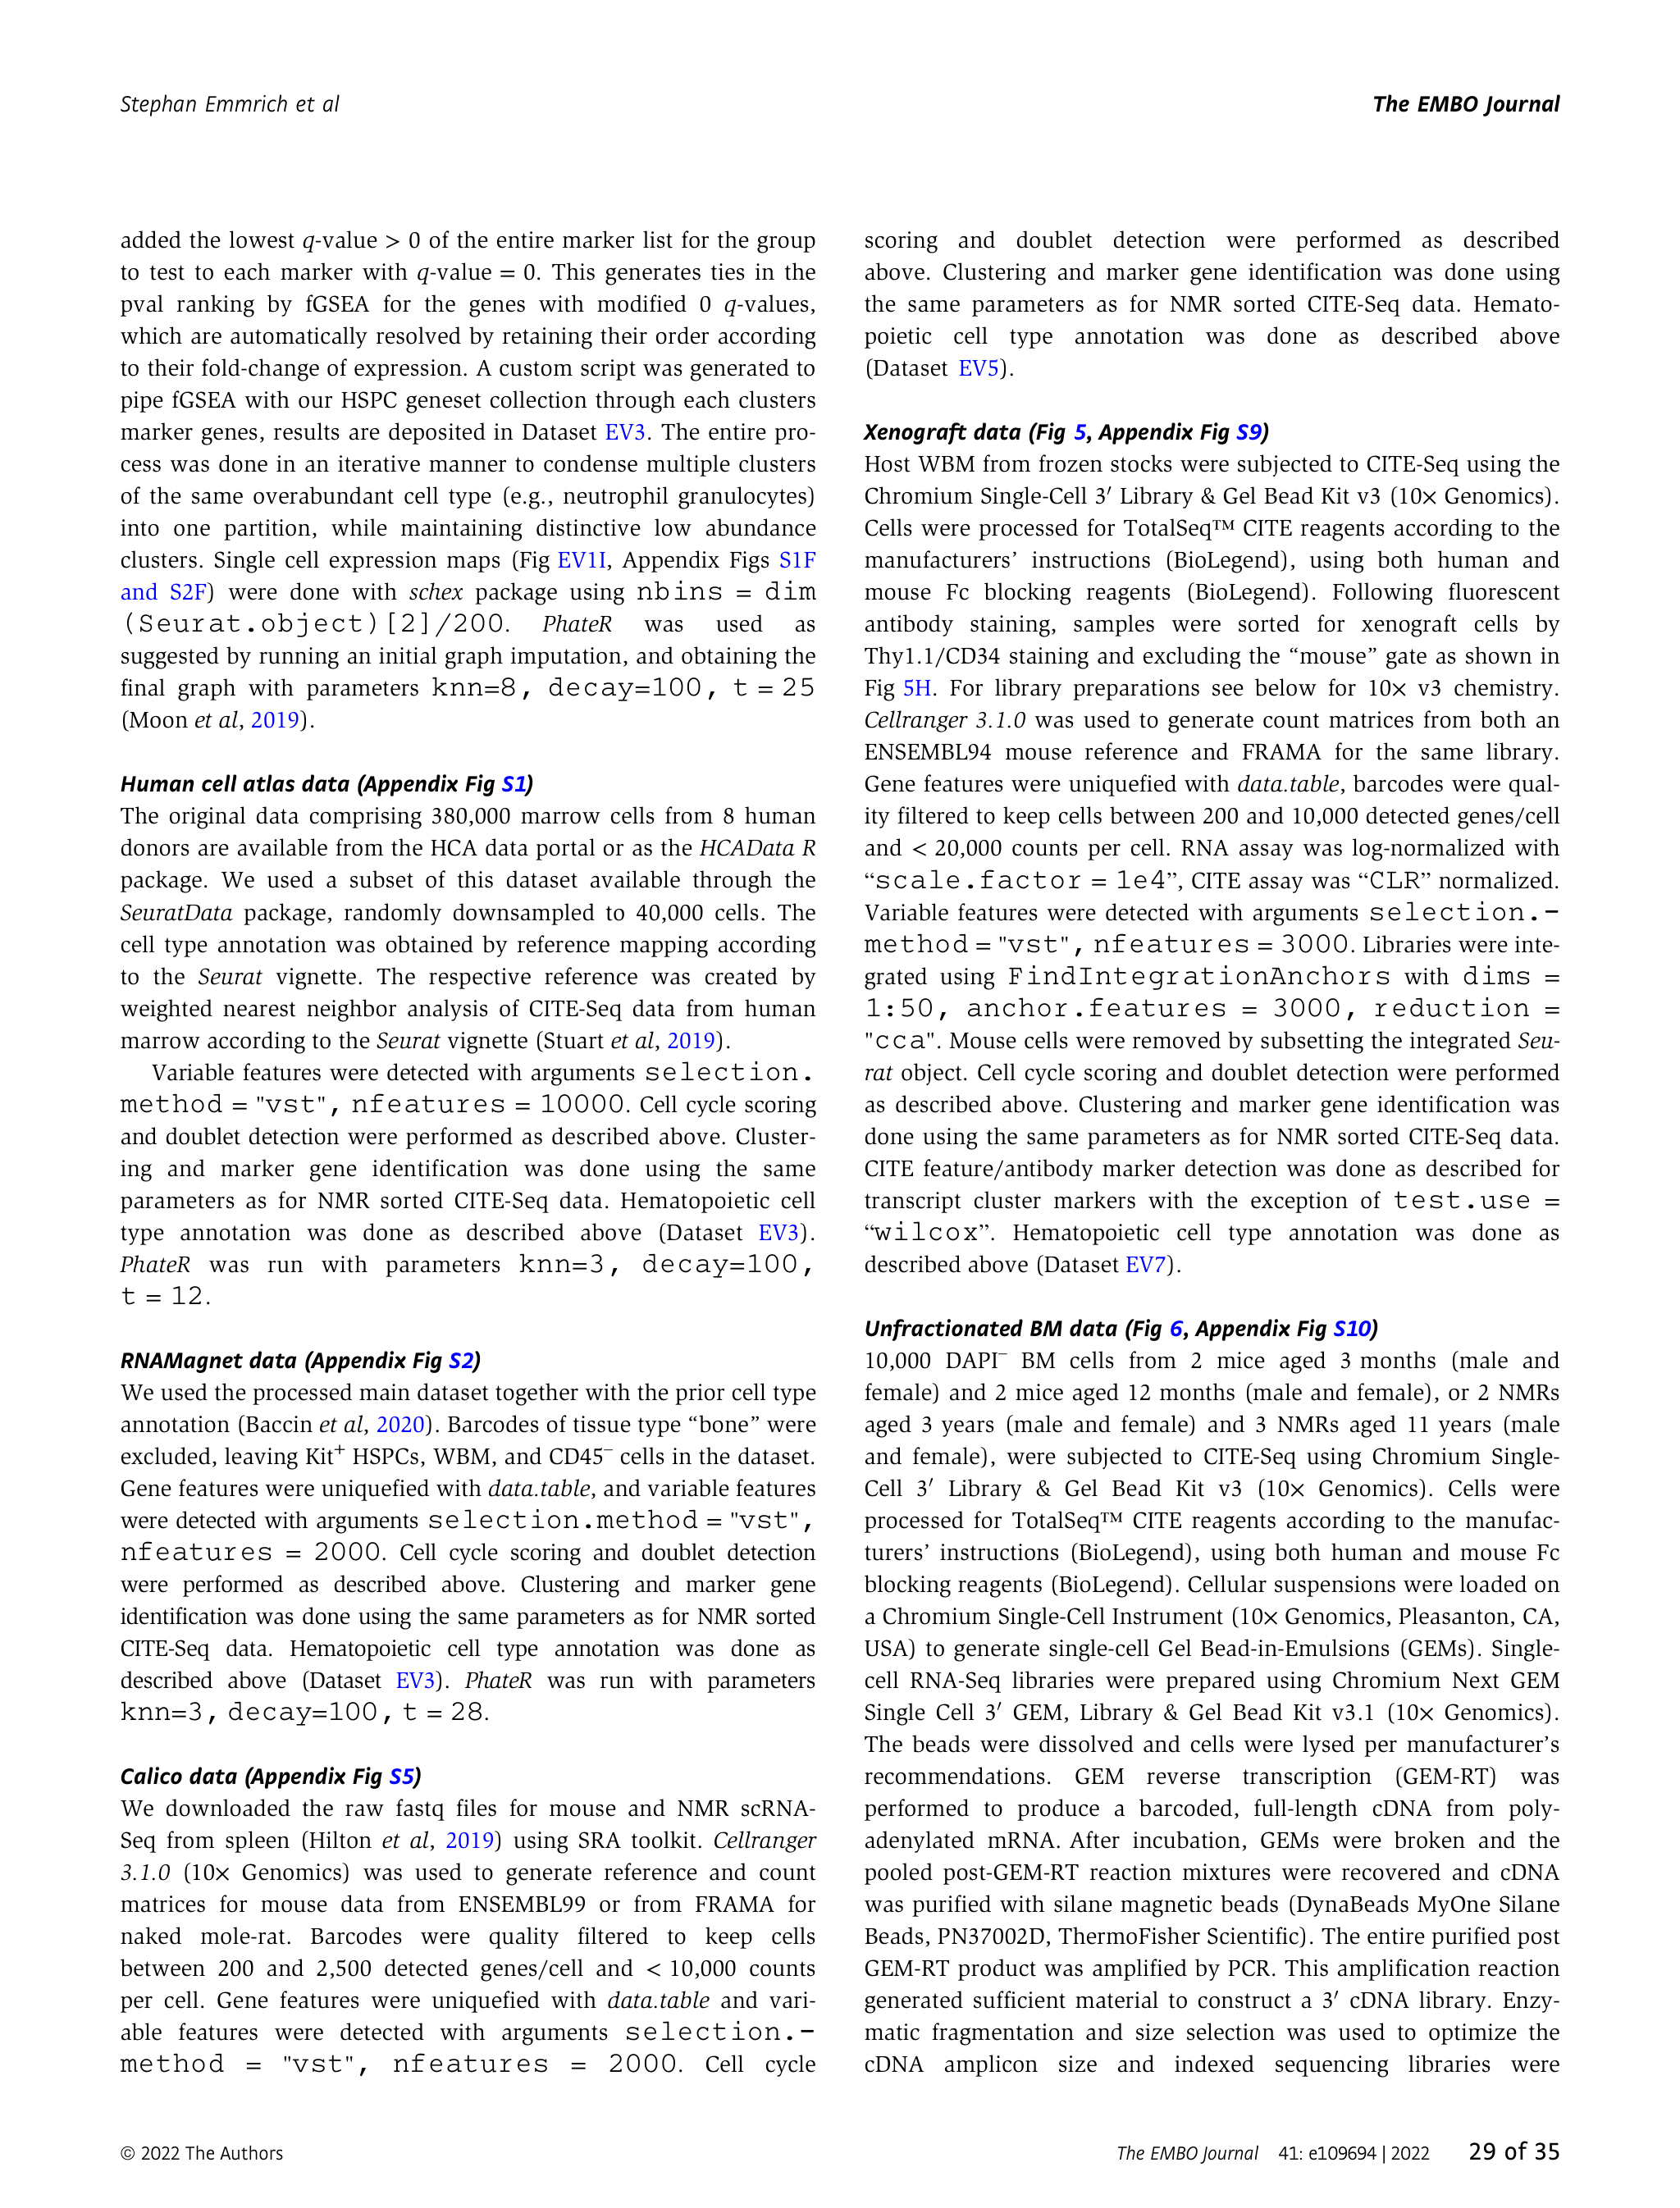 Stephan Emmrich et al
The EMBO Journal
added the lowest q-value > 0 of the entire marker list for the group
to test to each marker with q-value = 0. This generates ties in the
pval ranking by fGSEA for the genes with modified 0 q-values,
which are automatically resolved by retaining their order according
to their fold-change of expression. A custom script was generated to
pipe fGSEA with our HSPC geneset collection through each clusters
marker genes, results are deposited in Dataset EV3. The entire pro-
cess was done in an iterative manner to condense multiple clusters
of the same overabundant cell type (e.g., neutrophil granulocytes)
into one partition, while maintaining distinctive low abundance
clusters. Single cell expression maps (Fig EV1I, Appendix Figs S1F
and S2F) were done with schex package using nbins = dim
(Seurat.object)[2]/200. PhateR was used as
suggested by running an initial graph imputation, and obtaining the
final graph with parameters knn=8, decay=100, t = 25
(Moon et al, 2019).
Human cell atlas data (Appendix Fig S1)
The original data comprising 380,000 marrow cells from 8 human
donors are available from the HCA data portal or as the HCAData R
package. We used a subset of this dataset available through the
SeuratData package, randomly downsampled to 40,000 cells. The
cell type annotation was obtained by reference mapping according
to the Seurat vignette. The respective reference was created by
weighted nearest neighbor analysis of CITE-Seq data from human
marrow according to the Seurat vignette (Stuart et al, 2019).
Variable features were detected with arguments selection.
method = "vst", nfeatures = 10000. Cell cycle scoring
and doublet detection were performed as described above. Cluster-
ing and marker gene identification was done using the same
parameters as for NMR sorted CITE-Seq data. Hematopoietic cell
type annotation was done as described above (Dataset EV3).
PhateR was run with parameters knn=3, decay=100,
t = 12.
RNAMagnet data (Appendix Fig S2)
We used the processed main dataset together with the prior cell type
annotation (Baccin et al, 2020). Barcodes of tissue type “bone” were
excluded, leaving Kit⁺ HSPCs, WBM, and CD45⁻ cells in the dataset.
Gene features were uniquefied with data.table, and variable features
were detected with arguments selection.method = "vst",
nfeatures = 2000. Cell cycle scoring and doublet detection
were performed as described above. Clustering and marker gene
identification was done using the same parameters as for NMR sorted
CITE-Seq data. Hematopoietic cell type annotation was done as
described above (Dataset EV3). PhateR was run with parameters
knn=3, decay=100, t = 28.
Calico data (Appendix Fig S5)
We downloaded the raw fastq files for mouse and NMR scRNA-
Seq from spleen (Hilton et al, 2019) using SRA toolkit. Cellranger
3.1.0 (10× Genomics) was used to generate reference and count
matrices for mouse data from ENSEMBL99 or from FRAMA for
naked mole-rat. Barcodes were quality filtered to keep cells
between 200 and 2,500 detected genes/cell and < 10,000 counts
per cell. Gene features were uniquefied with data.table and vari-
able features were detected with arguments selection.-
method = "vst", nfeatures = 2000. Cell cycle
scoring and doublet detection were performed as described
above. Clustering and marker gene identification was done using
the same parameters as for NMR sorted CITE-Seq data. Hemato-
poietic cell type annotation was done as described above
(Dataset EV5).
Xenograft data (Fig 5, Appendix Fig S9)
Host WBM from frozen stocks were subjected to CITE-Seq using the
Chromium Single-Cell 3′ Library & Gel Bead Kit v3 (10× Genomics).
Cells were processed for TotalSeq™ CITE reagents according to the
manufacturers’ instructions (BioLegend), using both human and
mouse Fc blocking reagents (BioLegend). Following fluorescent
antibody staining, samples were sorted for xenograft cells by
Thy1.1/CD34 staining and excluding the “mouse” gate as shown in
Fig 5H. For library preparations see below for 10× v3 chemistry.
Cellranger 3.1.0 was used to generate count matrices from both an
ENSEMBL94 mouse reference and FRAMA for the same library.
Gene features were uniquefied with data.table, barcodes were qual-
ity filtered to keep cells between 200 and 10,000 detected genes/cell
and < 20,000 counts per cell. RNA assay was log-normalized with
“scale.factor = 1e4”, CITE assay was “CLR” normalized.
Variable features were detected with arguments selection.-
method = "vst", nfeatures = 3000. Libraries were inte-
grated using FindIntegrationAnchors with dims =
1:50, anchor.features = 3000, reduction =
"cca". Mouse cells were removed by subsetting the integrated Seu-
rat object. Cell cycle scoring and doublet detection were performed
as described above. Clustering and marker gene identification was
done using the same parameters as for NMR sorted CITE-Seq data.
CITE feature/antibody marker detection was done as described for
transcript cluster markers with the exception of test.use =
“wilcox”. Hematopoietic cell type annotation was done as
described above (Dataset EV7).
Unfractionated BM data (Fig 6, Appendix Fig S10)
10,000 DAPI⁻ BM cells from 2 mice aged 3 months (male and
female) and 2 mice aged 12 months (male and female), or 2 NMRs
aged 3 years (male and female) and 3 NMRs aged 11 years (male
and female), were subjected to CITE-Seq using Chromium Single-
Cell 3′ Library & Gel Bead Kit v3 (10× Genomics). Cells were
processed for TotalSeq™ CITE reagents according to the manufac-
turers’ instructions (BioLegend), using both human and mouse Fc
blocking reagents (BioLegend). Cellular suspensions were loaded on
a Chromium Single-Cell Instrument (10× Genomics, Pleasanton, CA,
USA) to generate single-cell Gel Bead-in-Emulsions (GEMs). Single-
cell RNA-Seq libraries were prepared using Chromium Next GEM
Single Cell 3′ GEM, Library & Gel Bead Kit v3.1 (10× Genomics).
The beads were dissolved and cells were lysed per manufacturer’s
recommendations. GEM reverse transcription (GEM-RT) was
performed to produce a barcoded, full-length cDNA from poly-
adenylated mRNA. After incubation, GEMs were broken and the
pooled post-GEM-RT reaction mixtures were recovered and cDNA
was purified with silane magnetic beads (DynaBeads MyOne Silane
Beads, PN37002D, ThermoFisher Scientific). The entire purified post
GEM-RT product was amplified by PCR. This amplification reaction
generated sufficient material to construct a 3′ cDNA library. Enzy-
matic fragmentation and size selection was used to optimize the
cDNA amplicon size and indexed sequencing libraries were
© 2022 The Authors
The EMBO Journal 41: e109694 | 2022 29 of 35